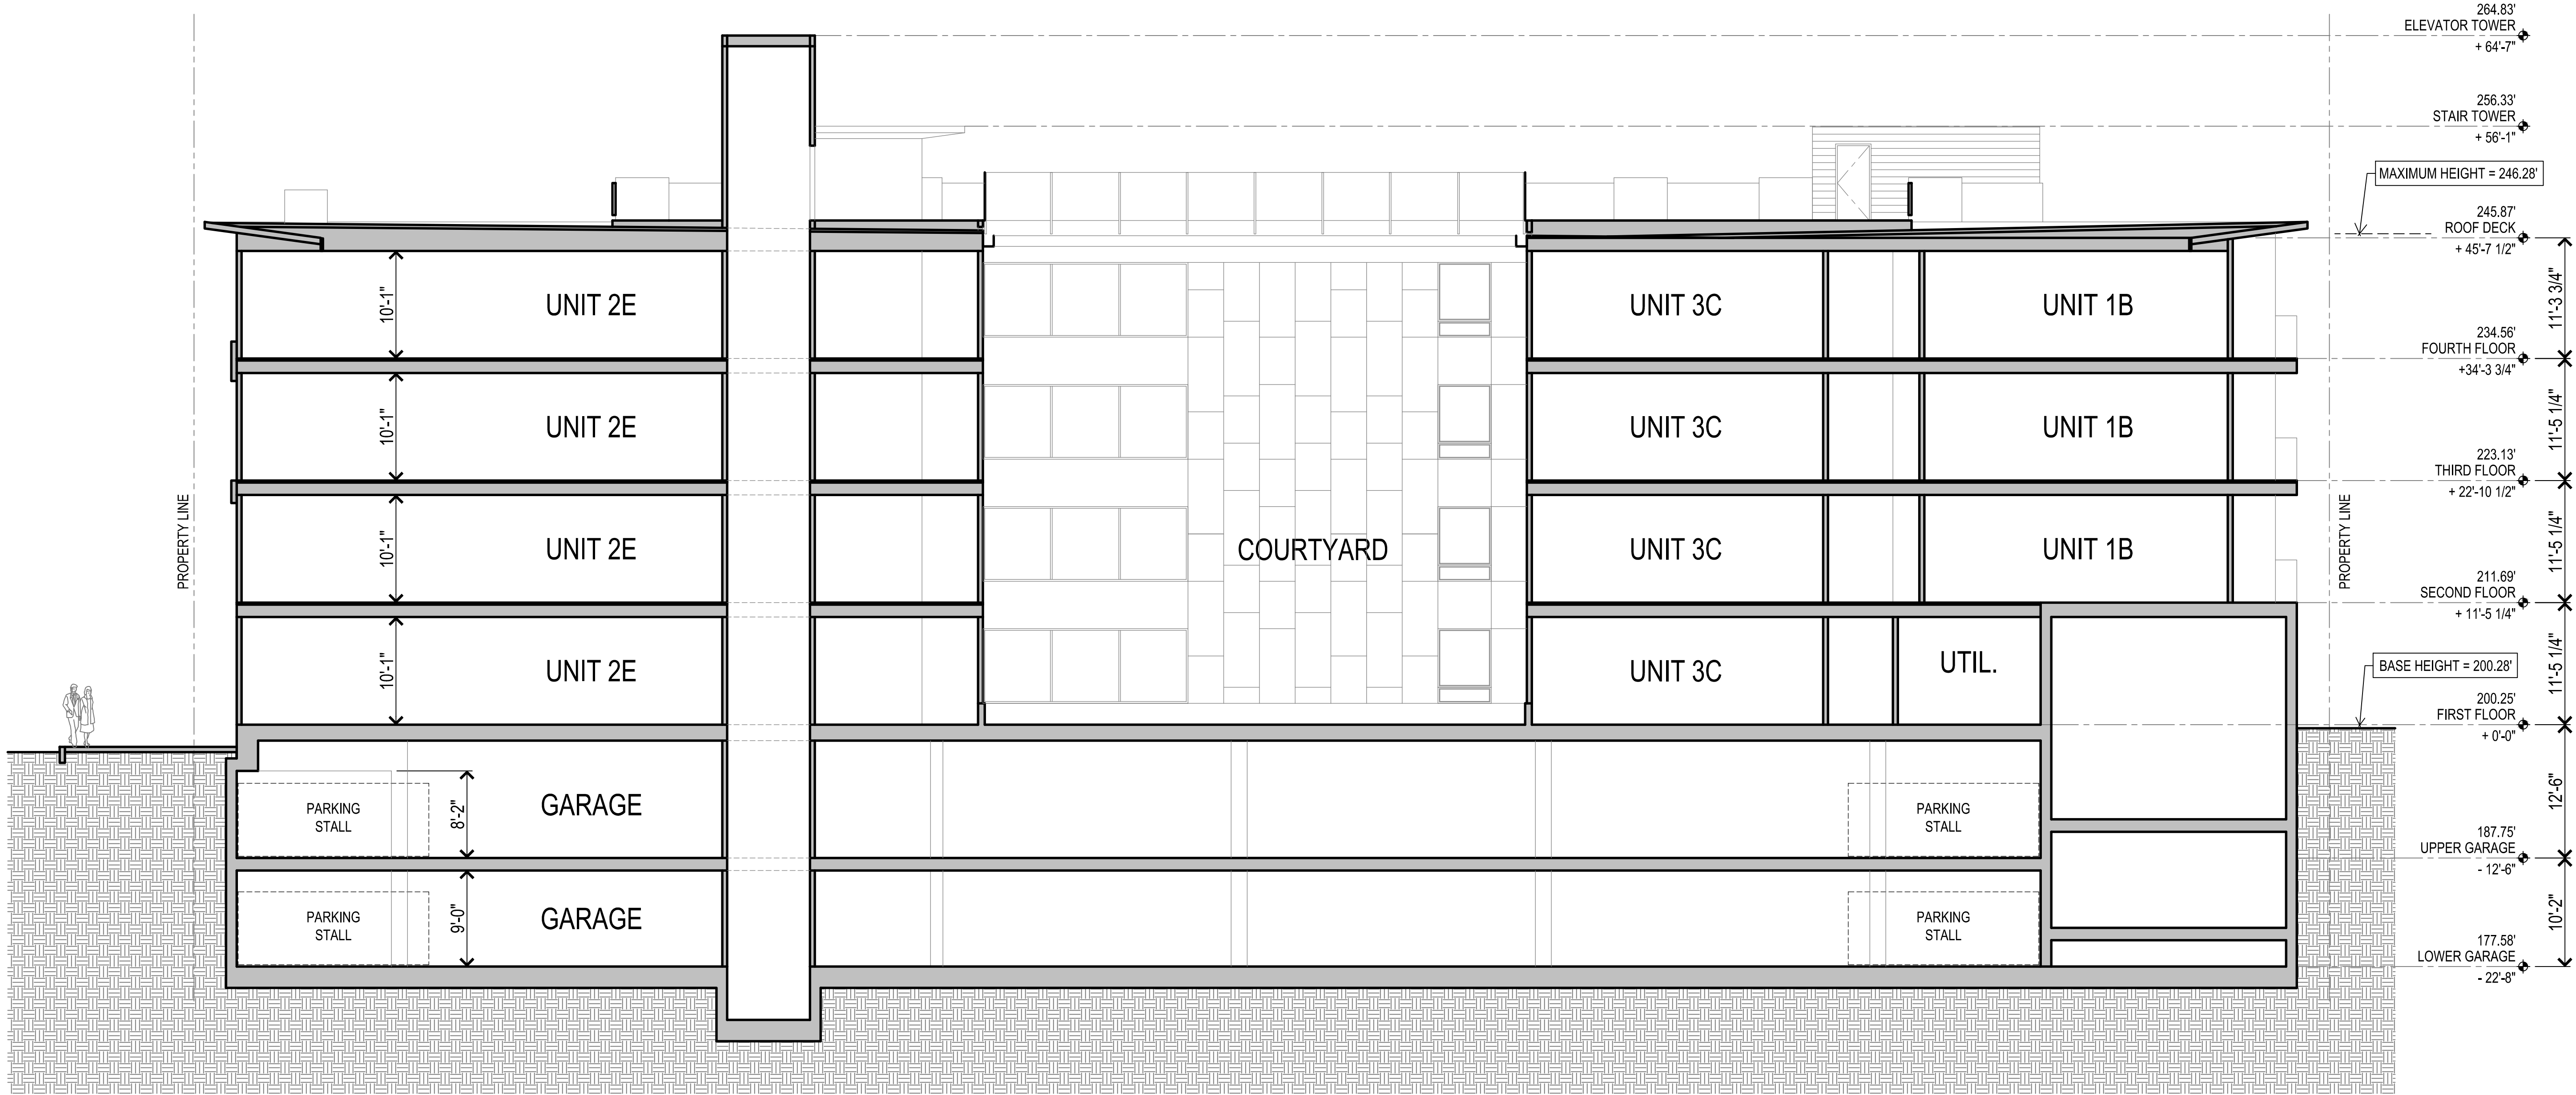 264.83'
ELEVATOR TOWER
+ 64'-7"
256.33'
STAIR TOWER
+ 56'-1"
MAXIMUM HEIGHT = 246.28'
245.87'
ROOF DECK
+ 45'-7 1/2"
11'-3 3/4"
10'-1"
UNIT 2E
UNIT 3C
UNIT 1B
234.56'
FOURTH FLOOR
+34'-3 3/4"
11'-5 1/4"
10'-1"
UNIT 2E
UNIT 3C
UNIT 1B
223.13'
THIRD FLOOR
+ 22'-10 1/2"
11'-5 1/4"
PROPERTY LINE
10'-1"
UNIT 2E
COURTYARD
UNIT 3C
UNIT 1B
PROPERTY LINE
211.69'
SECOND FLOOR
+ 11'-5 1/4"
11'-5 1/4"
10'-1"
UNIT 2E
UNIT 3C
UTIL.
BASE HEIGHT = 200.28'
200.25'
FIRST FLOOR
+ 0'-0"
12'-6"
PARKING
STALL
8'-2"
GARAGE
PARKING
STALL
187.75'
UPPER GARAGE
- 12'-6"
10'-2"
PARKING
STALL
9'-0"
GARAGE
PARKING
STALL
177.58'
LOWER GARAGE
- 22'-8"